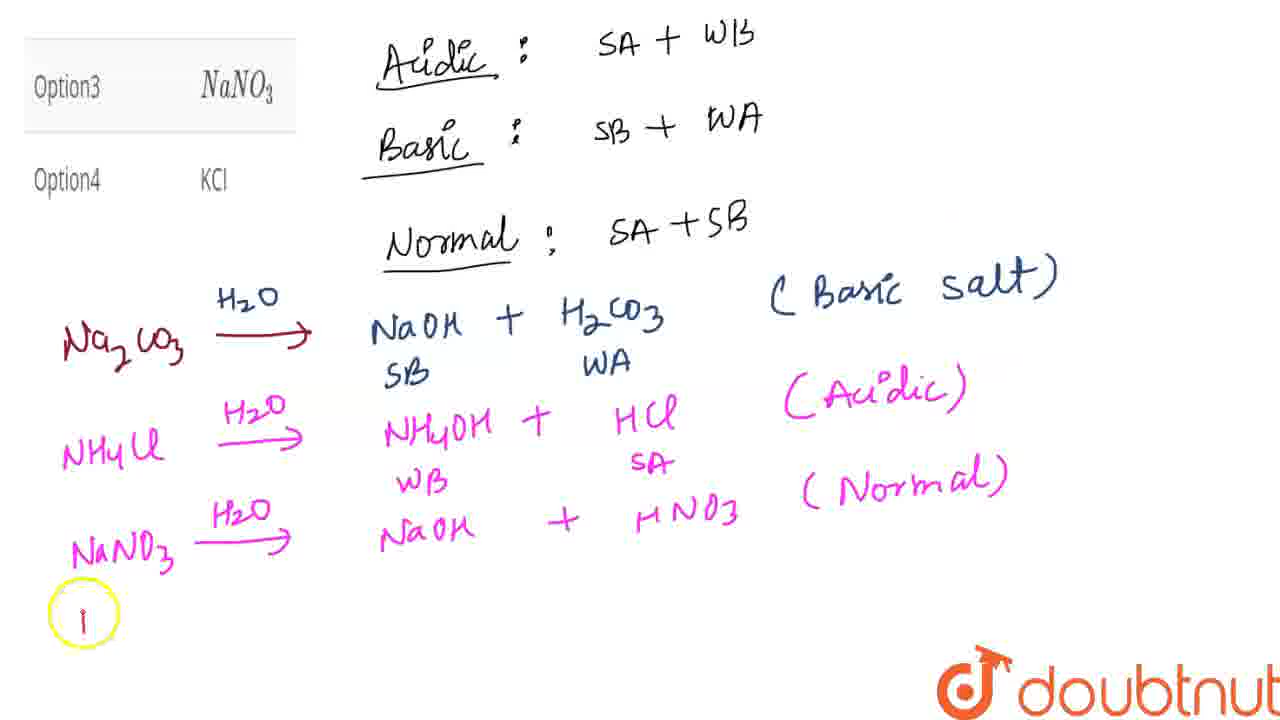 Option3 NaNO3
Option4 KCl
Acidic : SA + WB
Basic : SB + WA
Normal : SA + SB
Na2CO3 H2O → NaOH + H2CO3 (Basic salt)
SB WA
NH4Cl H2O → NH4OH + HCl (Acidic)
WB SA
NaNO3 H2O → NaOH + HNO3 (Normal)
doubtnut